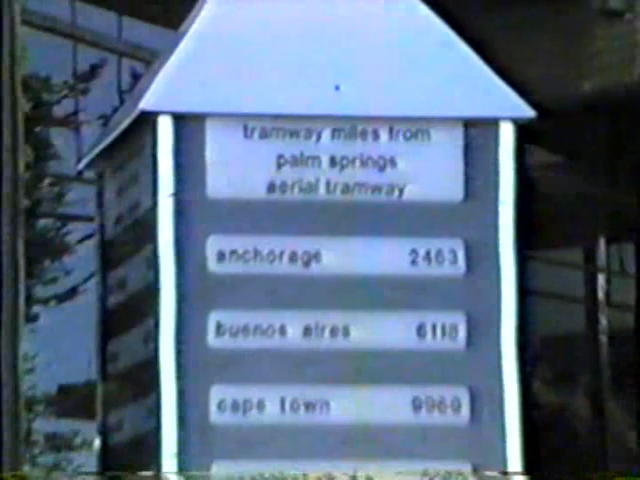 tramway miles from
palm springs
aerial tramway
anchorage 2463
buenos aires 6118
cape town 9969